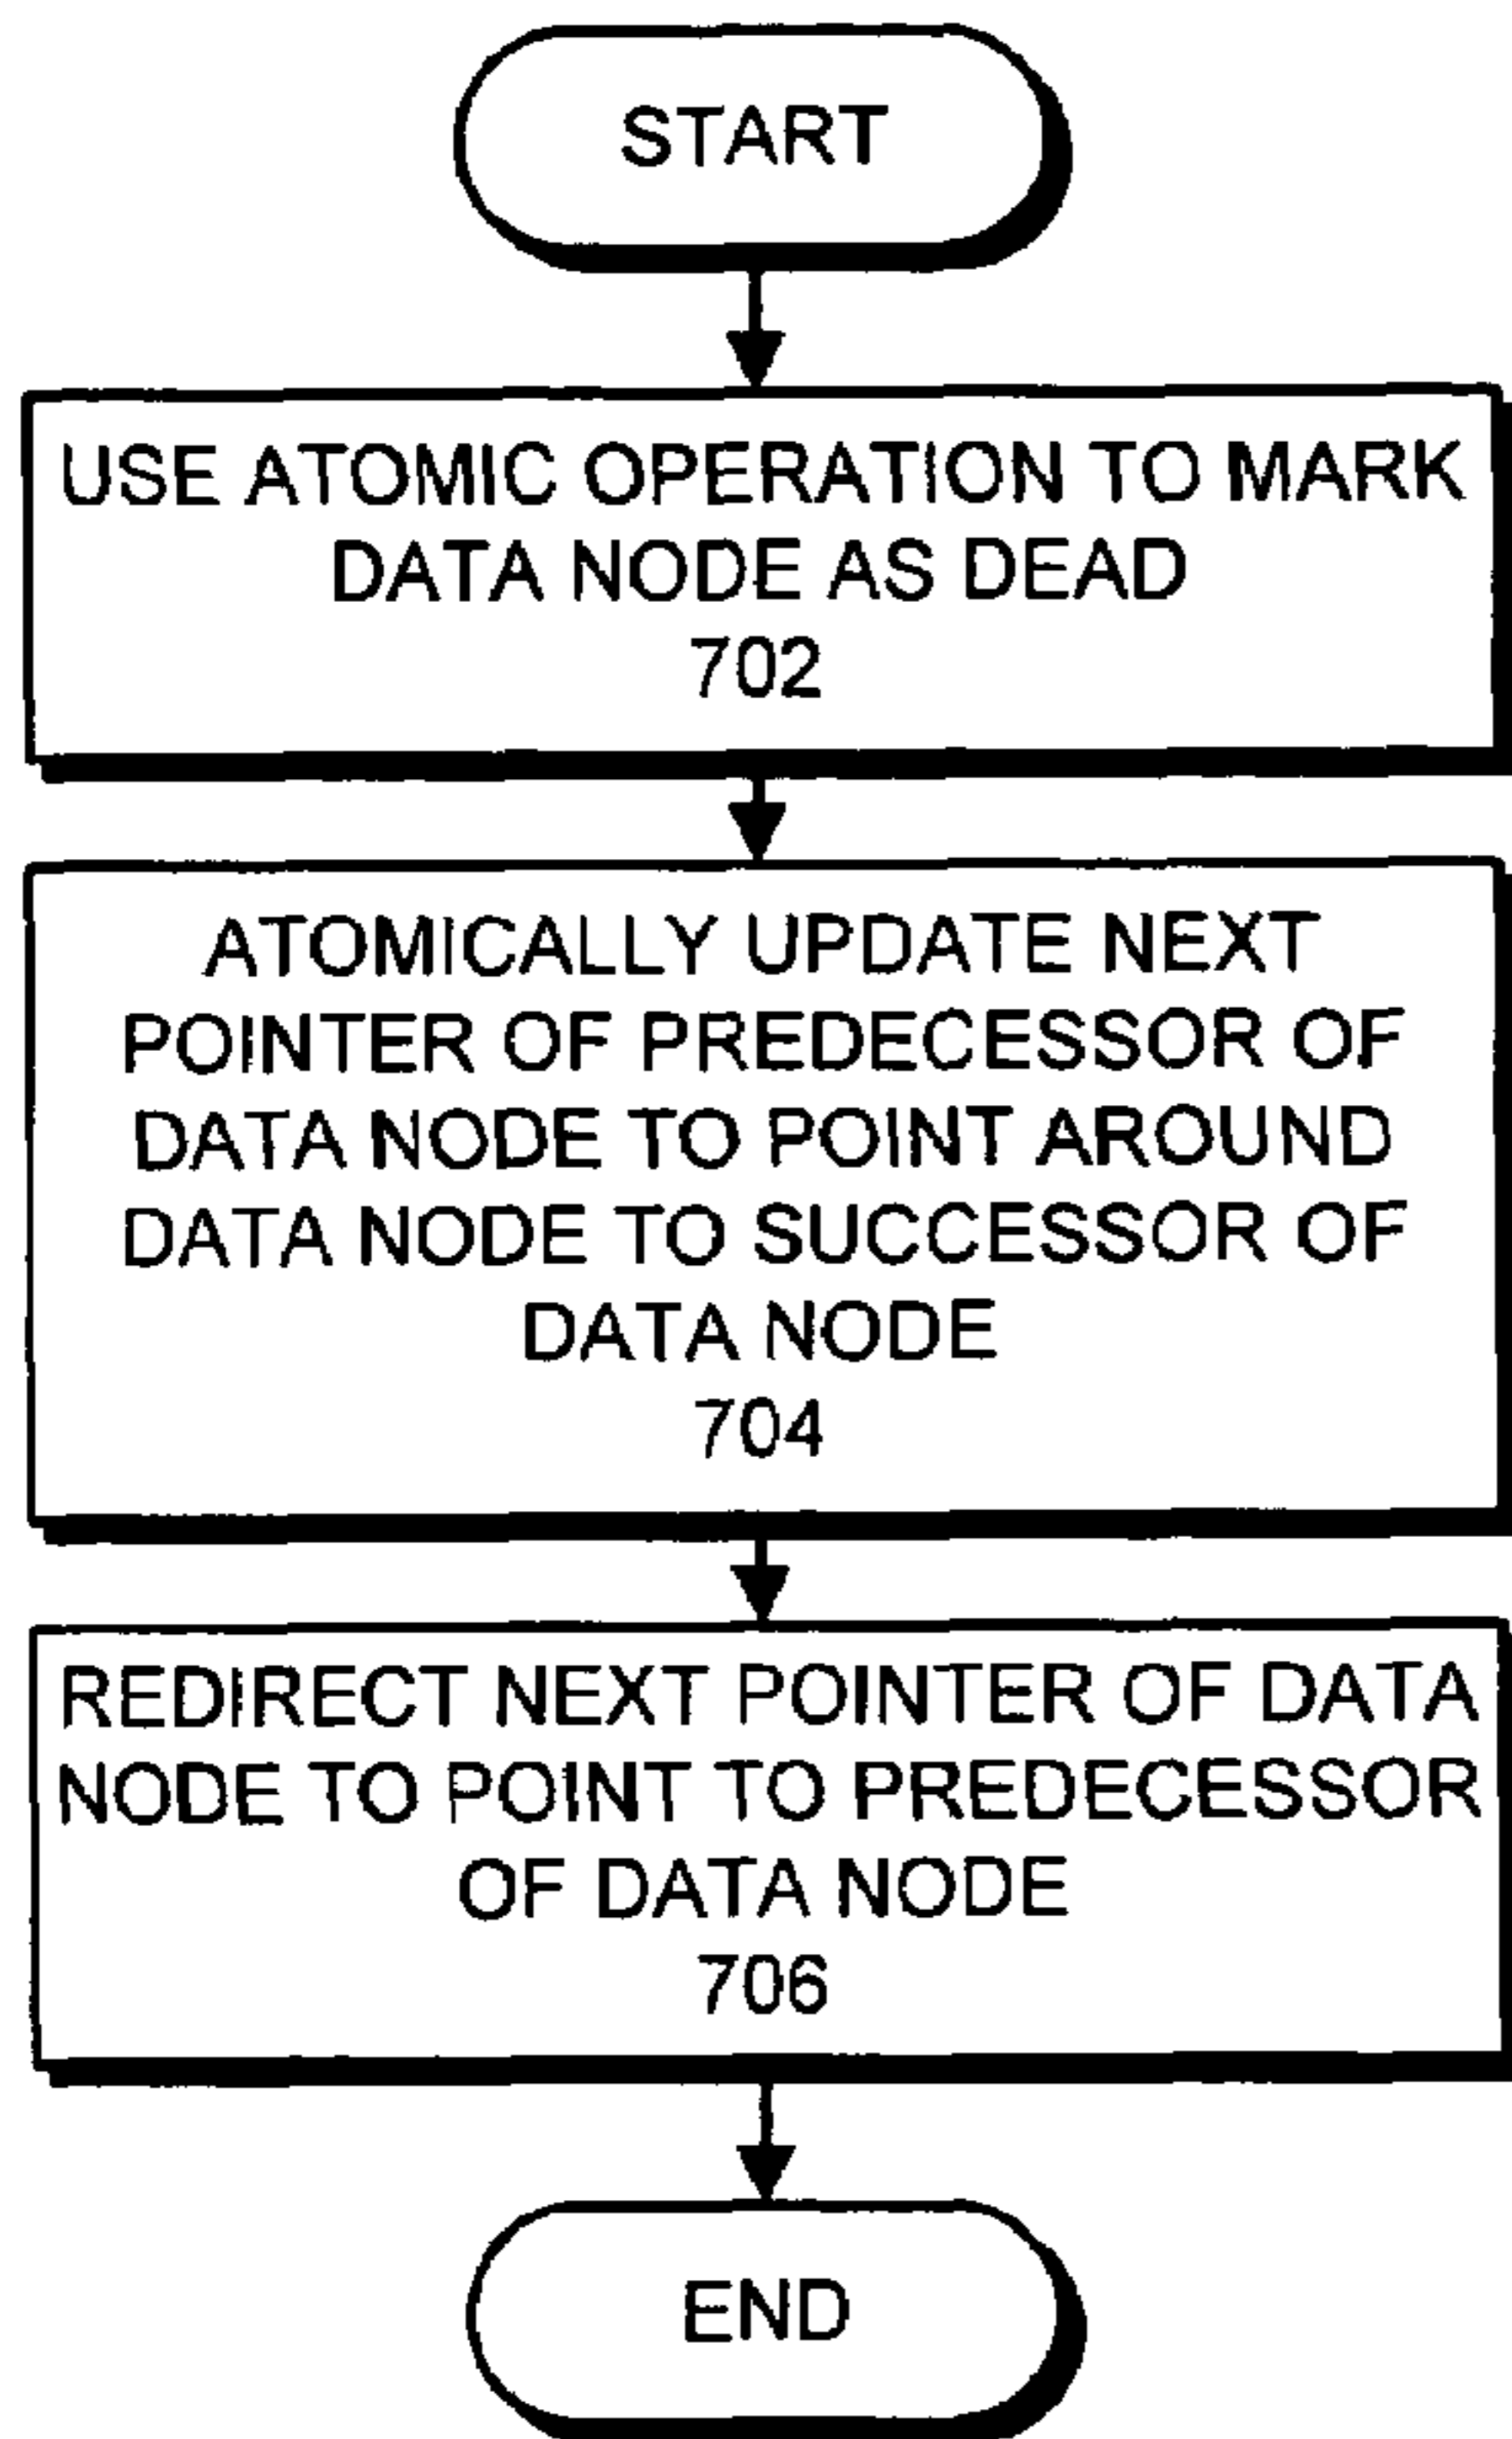 START
USE ATOMIC OPERATION TO MARK
DATA NODE AS DEAD
702
ATOMICALLY UPDATE NEXT
POINTER OF PREDECESSOR OF
DATA NODE TO POINT AROUND
DATA NODE TO SUCCESSOR OF
DATA NODE
704
REDIRECT NEXT POINTER OF DATA
NODE TO POINT TO PREDECESSOR
OF DATA NODE
706
END